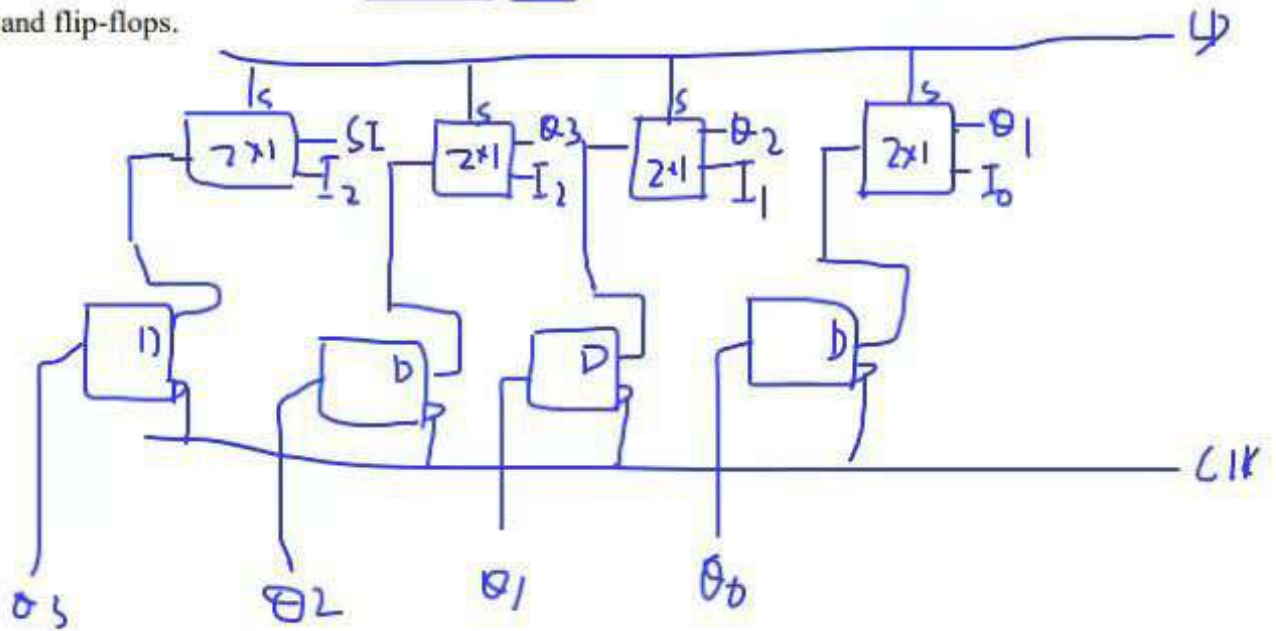 and flip-flops.
LD
S S S S
2x1 SI 2x1 Q3 2x1 Q2 2x1 Q1
I2 I2 I1 I0
D D D D
Clk
Q3 Q2 Q1 Q0